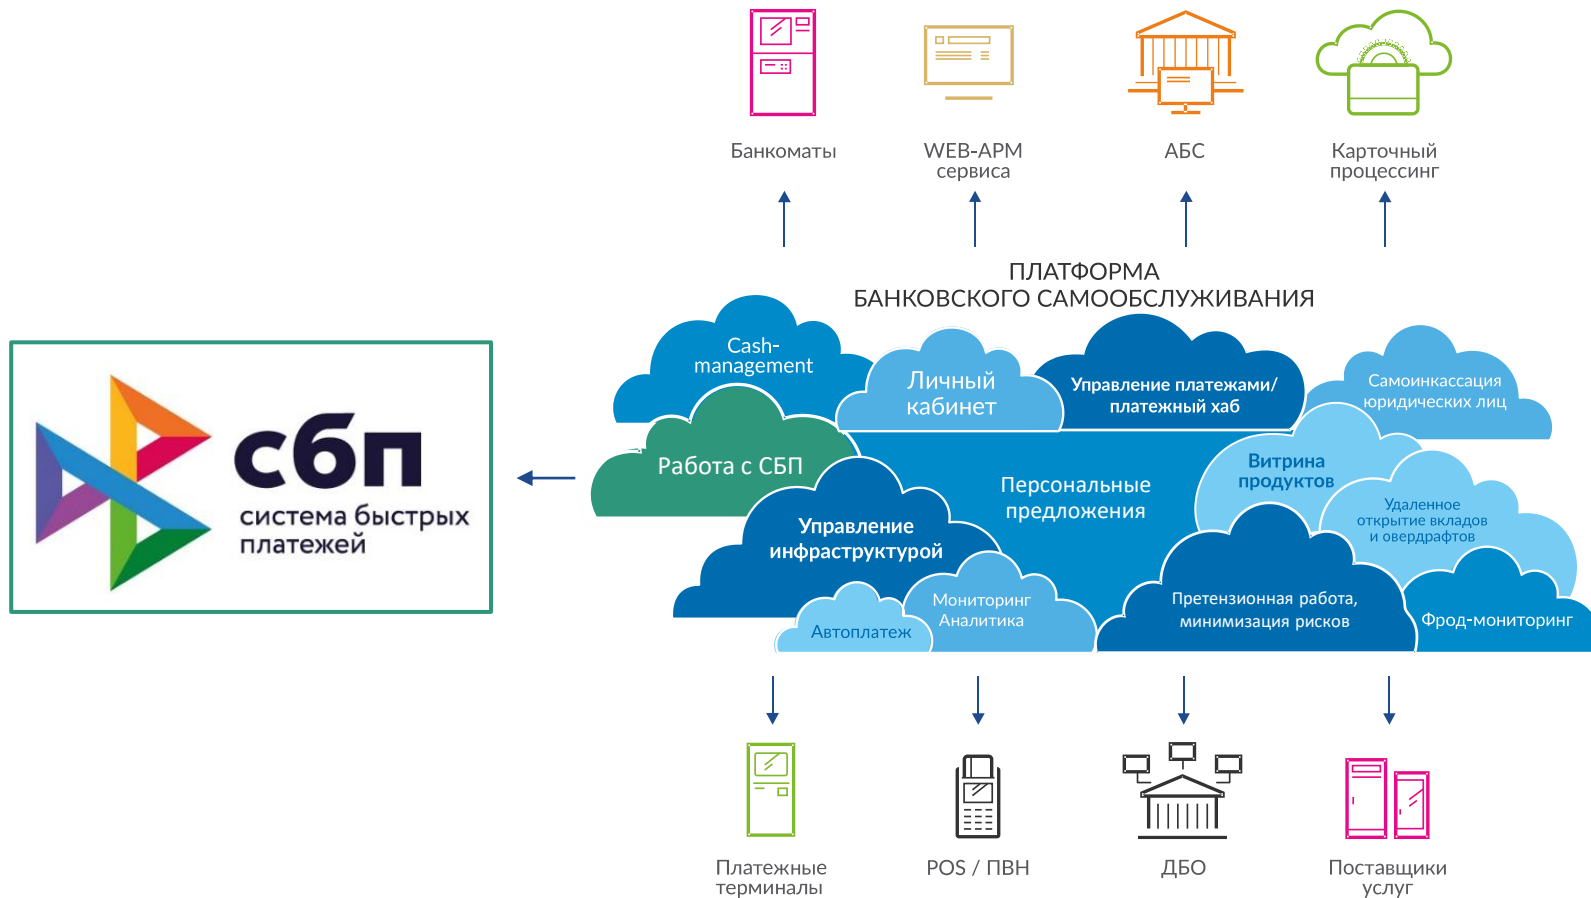 Банкоматы
WEB-АРМ
сервиса
АБС
Карточный
процессинг
ПЛАТФОРМА
БАНКОВСКОГО САМООБСЛУЖИВАНИЯ
Cash-
management
Личный
кабинет
Управление платежами/
платежный хаб
Самоинкассация
юридических лиц
Работа с СБП
Персональные
предложения
Витрина
продуктов
Удаленное
открытие вкладов
и овердрафтов
Управление
инфраструктурой
Автоплатеж
Мониторинг
Аналитика
Претензионная работа,
минимизация рисков
Фрод-мониторинг
сбп
система быстрых
платежей
Платежные
терминалы
POS / ПВН
ДБО
Поставщики
услуг